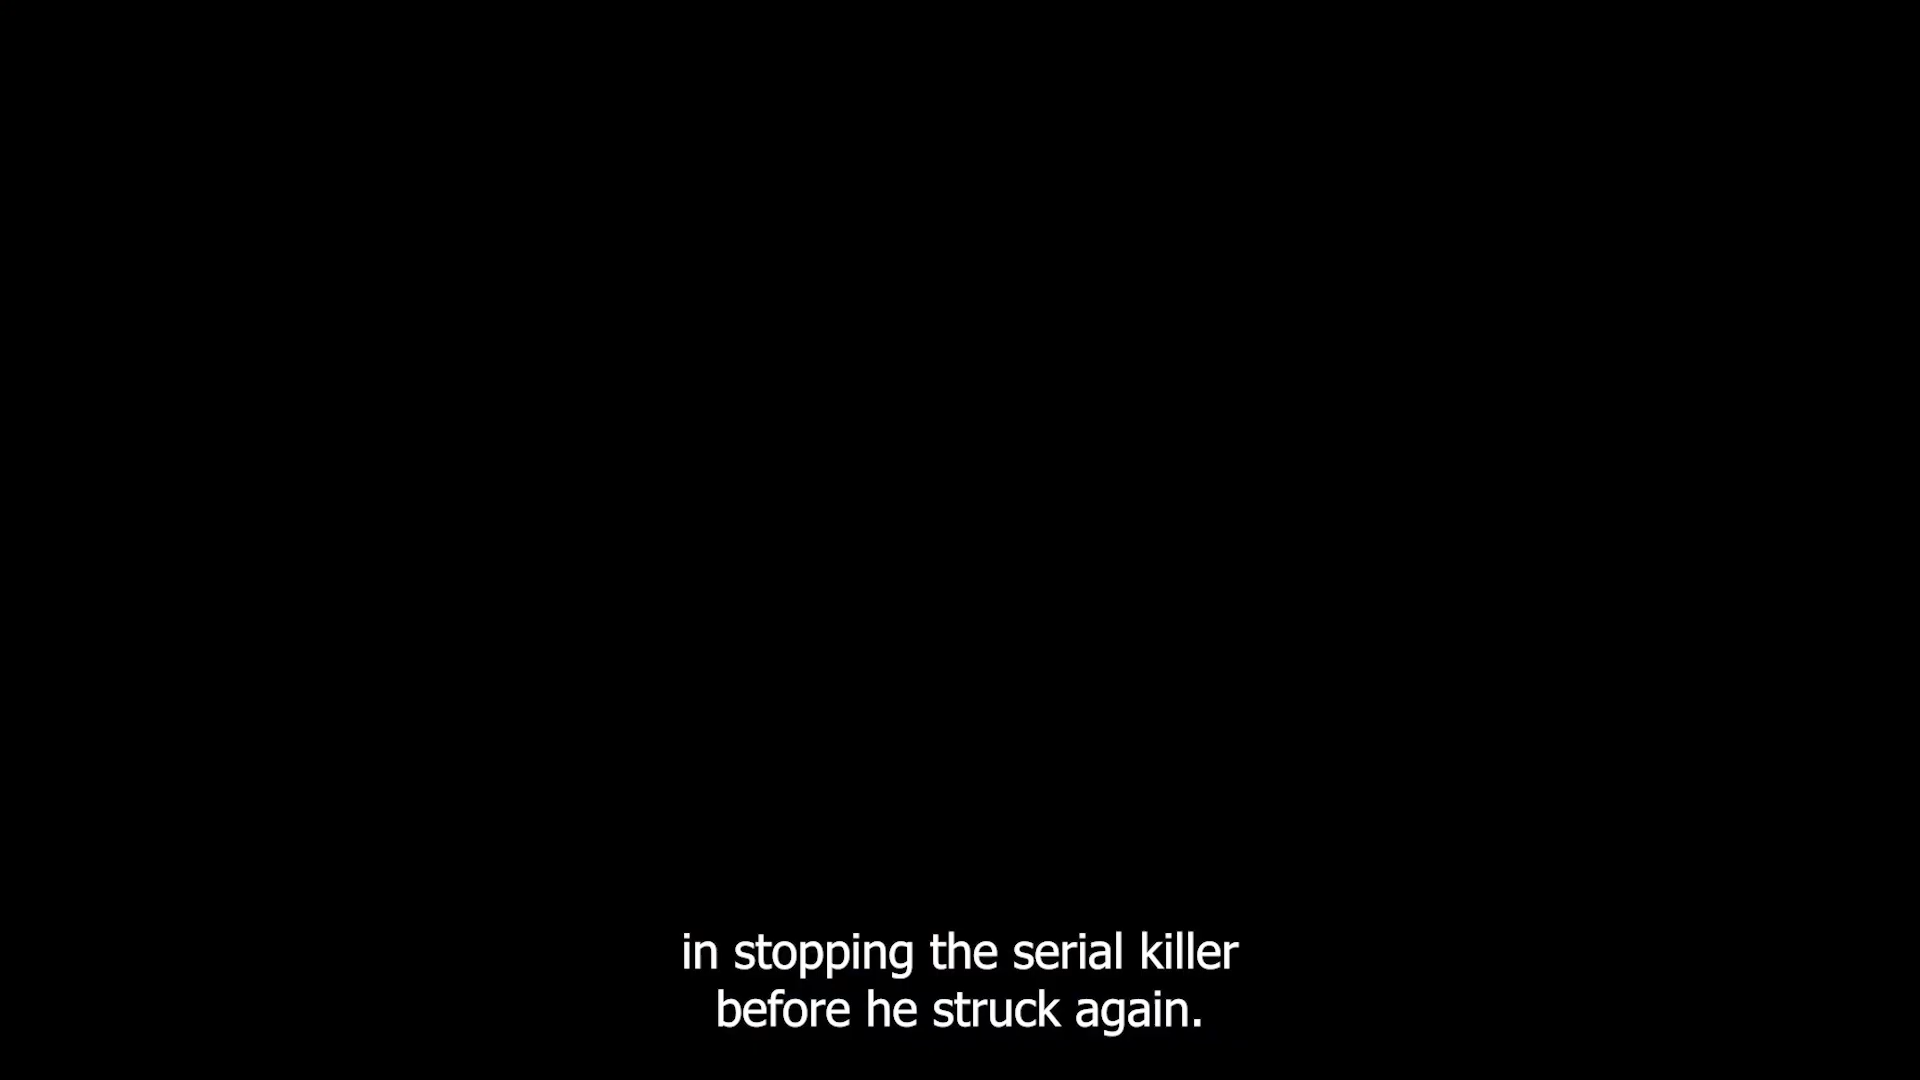 in stopping the serial killer
before he struck again.